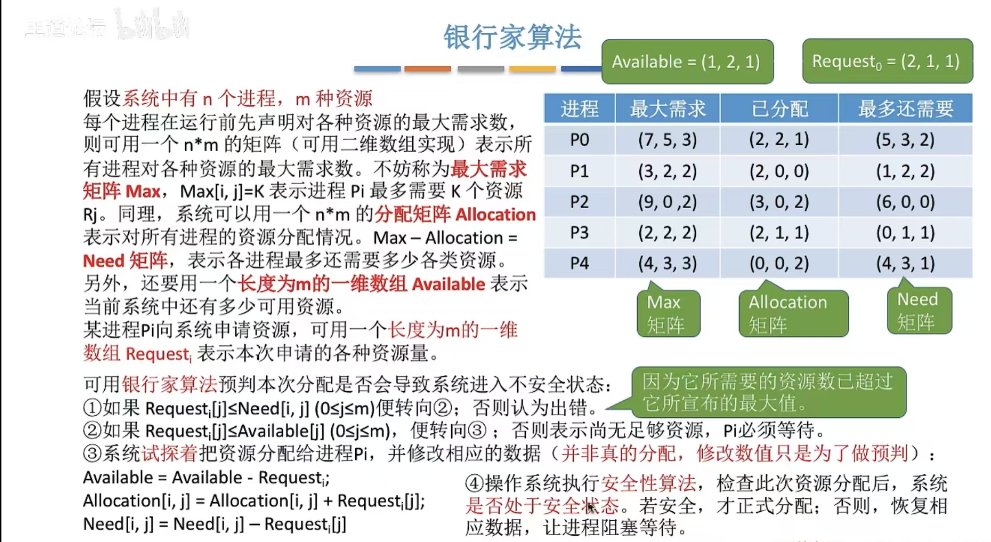 银行家算法
Available = (1, 2, 1)
Request0 = (2, 1, 1)
假设系统中有 n 个进程，m 种资源
每个进程在运行前先声明对各种资源的最大需求数，
则可用一个 n*m 的矩阵（可用二维数组实现）表示所
有进程对各种资源的最大需求数。不妨称为最大需求
矩阵 Max，Max[i, j]=K 表示进程 Pi 最多需要 K 个资源
Rj。同理，系统可以用一个 n*m 的分配矩阵 Allocation
表示对所有进程的资源分配情况。Max – Allocation =
Need 矩阵，表示各进程最多还需要多少各类资源。
另外，还要用一个长度为m的一维数组 Available 表示
当前系统中还有多少可用资源。
某进程Pi向系统申请资源，可用一个长度为m的一维
数组 Requesti 表示本次申请的各种资源量。
进程 最大需求 已分配 最多还需要
P0 (7, 5, 3) (2, 2, 1) (5, 3, 2)
P1 (3, 2, 2) (2, 0, 0) (1, 2, 2)
P2 (9, 0 ,2) (3, 0, 2) (6, 0, 0)
P3 (2, 2, 2) (2, 1, 1) (0, 1, 1)
P4 (4, 3, 3) (0, 0, 2) (4, 3, 1)
Max
矩阵
Allocation
矩阵
Need
矩阵
可用银行家算法预判本次分配是否会导致系统进入不安全状态：
①如果 Requesti[j]≤Need[i, j] (0≤j≤m)便转向②；否则认为出错。
因为它所需要的资源数已超过
它所宣布的最大值。
②如果 Requesti[j]≤Available[j] (0≤j≤m)，便转向③；否则表示尚无足够资源，Pi必须等待。
③系统试探着把资源分配给进程Pi，并修改相应的数据（并非真的分配，修改数值只是为了做预判）：
Available = Available - Requesti;
Allocation[i, j] = Allocation[i, j] + Requesti[j];
Need[i, j] = Need[i, j] – Requesti[j]
④操作系统执行安全性算法，检查此次资源分配后，系统
是否处于安全状态。若安全，才正式分配；否则，恢复相
应数据，让进程阻塞等待。